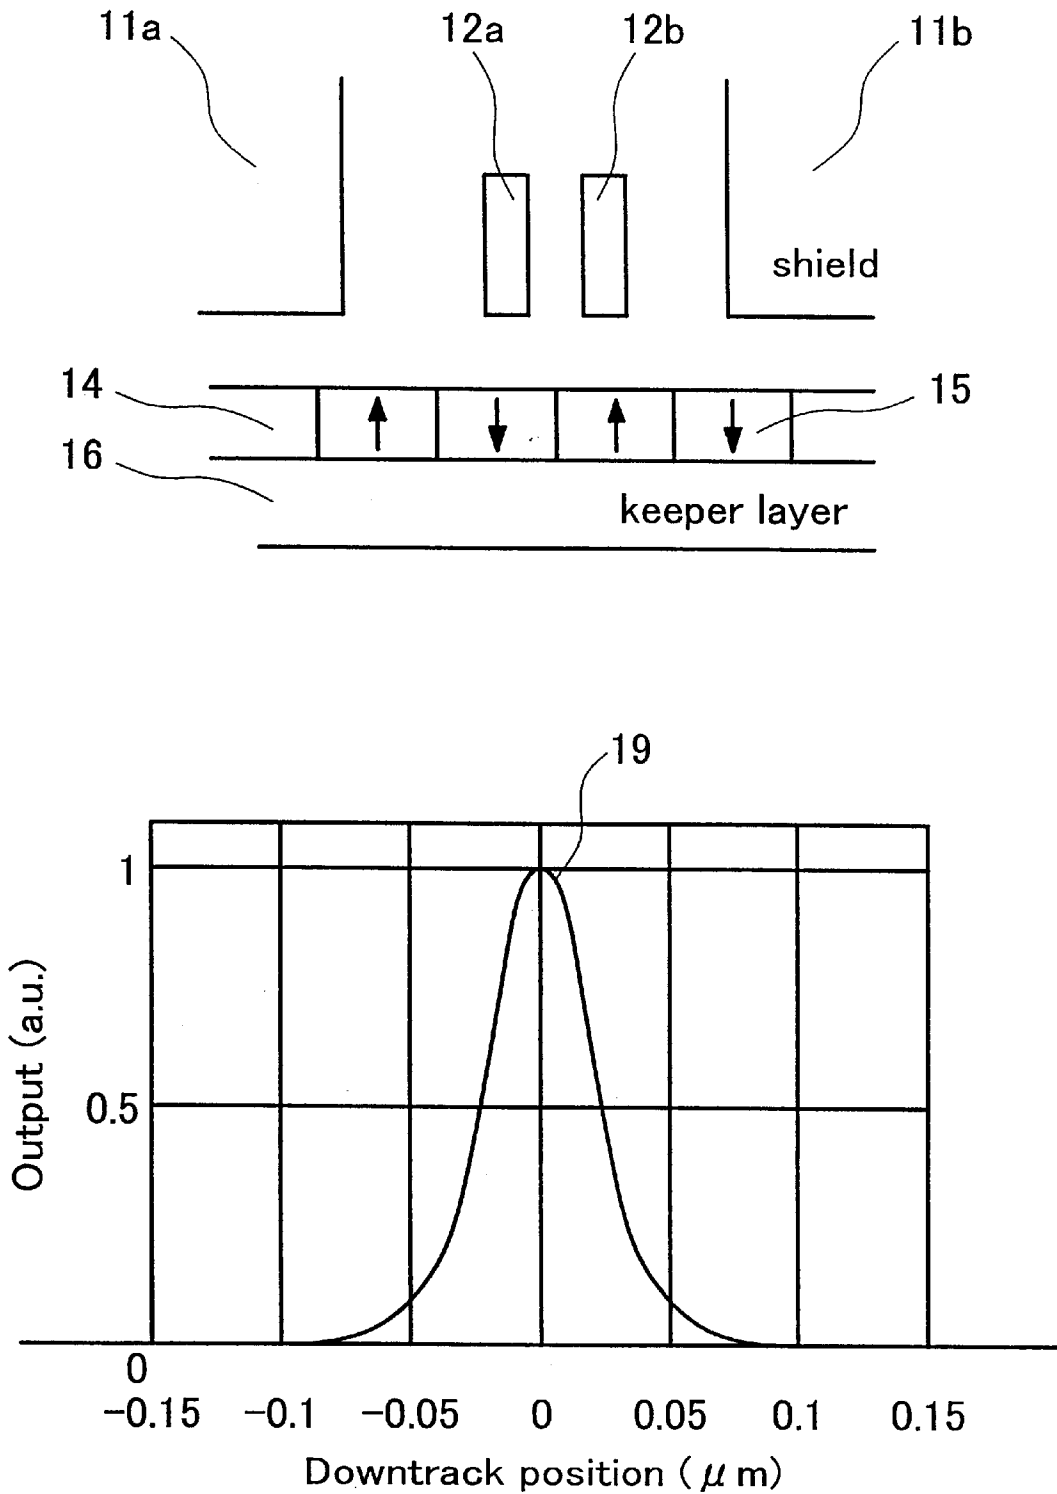 11a
12a
12b
11b
shield
14
15
16
keeper layer
19
1
0.5
0
Output (a.u.)
-0.15 -0.1 -0.05 0 0.05 0.1 0.15
Downtrack position (μm)